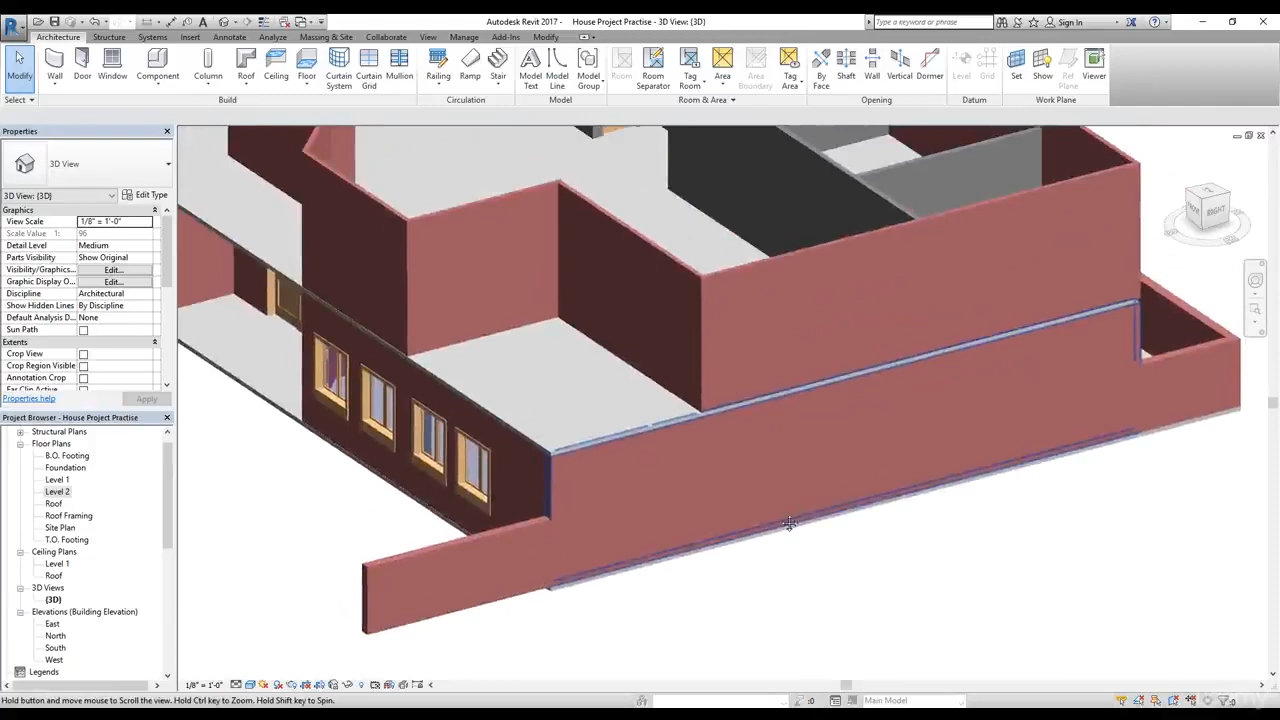 Autodesk Revit 2017 - House Project Practise - 3D View: {3D}
Type a keyword or phrase
Sign In
Architecture Structure Systems Insert Annotate Analyze Massing & Site Collaborate View Manage Add-Ins Modify
Modify Wall Door Window Component Column Roof Ceiling Floor Curtain System Curtain Grid Mullion Railing Ramp Stair Model Text Model Line Model Group Room Room Separator Tag Room Area Area Boundary Tag Area By Face Shaft Wall Vertical Dormer Level Grid Set Show Ref Plane Viewer
Select Build Circulation Model Room & Area Opening Datum Work Plane
Properties
3D View
3D View: {3D}
Edit Type
Graphics
View Scale 1/8" = 1'-0"
Scale Value 1: 96
Detail Level Medium
Parts Visibility Show Original
Visibility/Graphics... Edit...
Graphic Display O... Edit...
Discipline Architectural
Show Hidden Lines By Discipline
Default Analysis D... None
Sun Path
Extents
Crop View
Crop Region Visible
Annotation Crop
Far Clip Active
Properties help
Apply
Project Browser - House Project Practise
Structural Plans
Floor Plans
B.O. Footing
Foundation
Level 1
Level 2
Roof
Roof Framing
Site Plan
T.O. Footing
Ceiling Plans
Level 1
Roof
3D Views
{3D}
Elevations (Building Elevation)
East
North
South
West
Legends
RIGHT
1/8" = 1'-0"
Hold button and move mouse to Scroll the view. Hold Ctrl key to Zoom. Hold Shift key to Spin.
:0
Main Model
:0